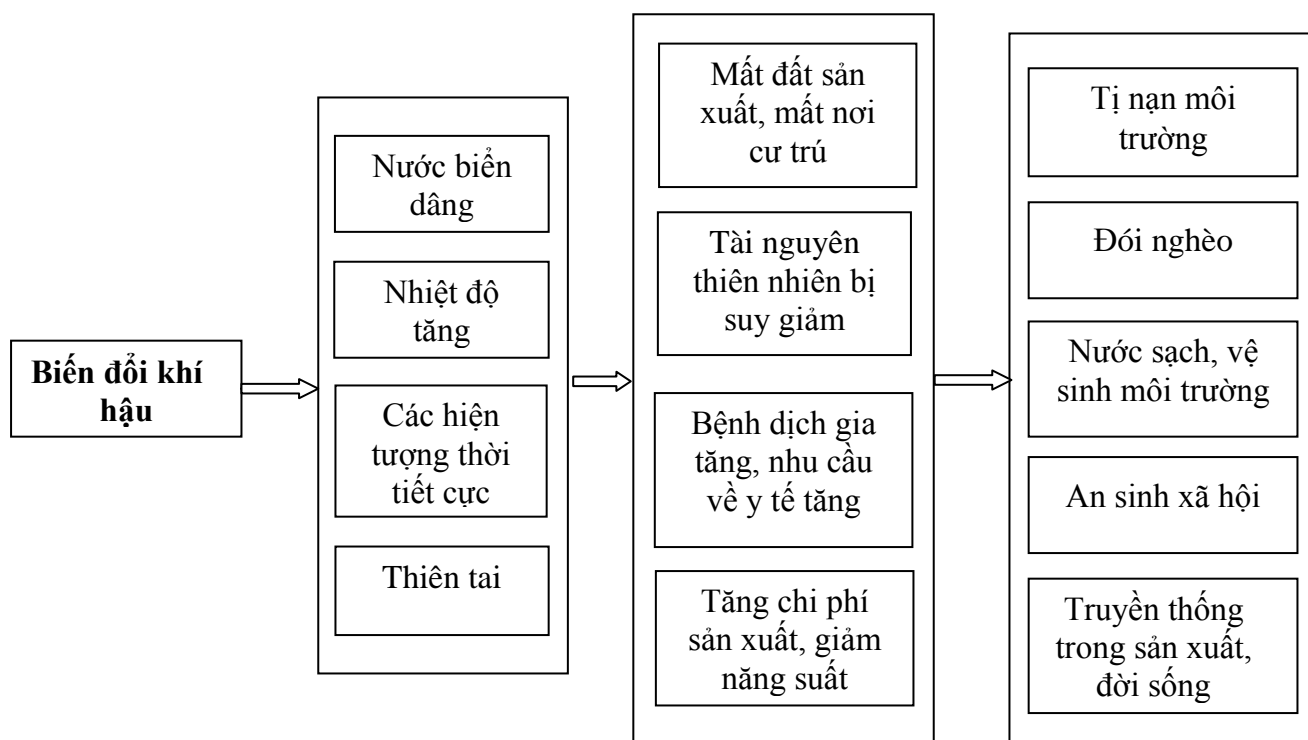 Biến đổi khí
hậu
Nước biển
dâng
Nhiệt độ
tăng
Các hiện
tượng thời
tiết cực
Thiên tai
Mất đất sản
xuất, mất nơi
cư trú
Tài nguyên
thiên nhiên bị
suy giảm
Bệnh dịch gia
tăng, nhu cầu
về y tế tăng
Tăng chi phí
sản xuất, giảm
năng suất
Tị nạn môi
trường
Đói nghèo
Nước sạch, vệ
sinh môi trường
An sinh xã hội
Truyền thống
trong sản xuất,
đời sống